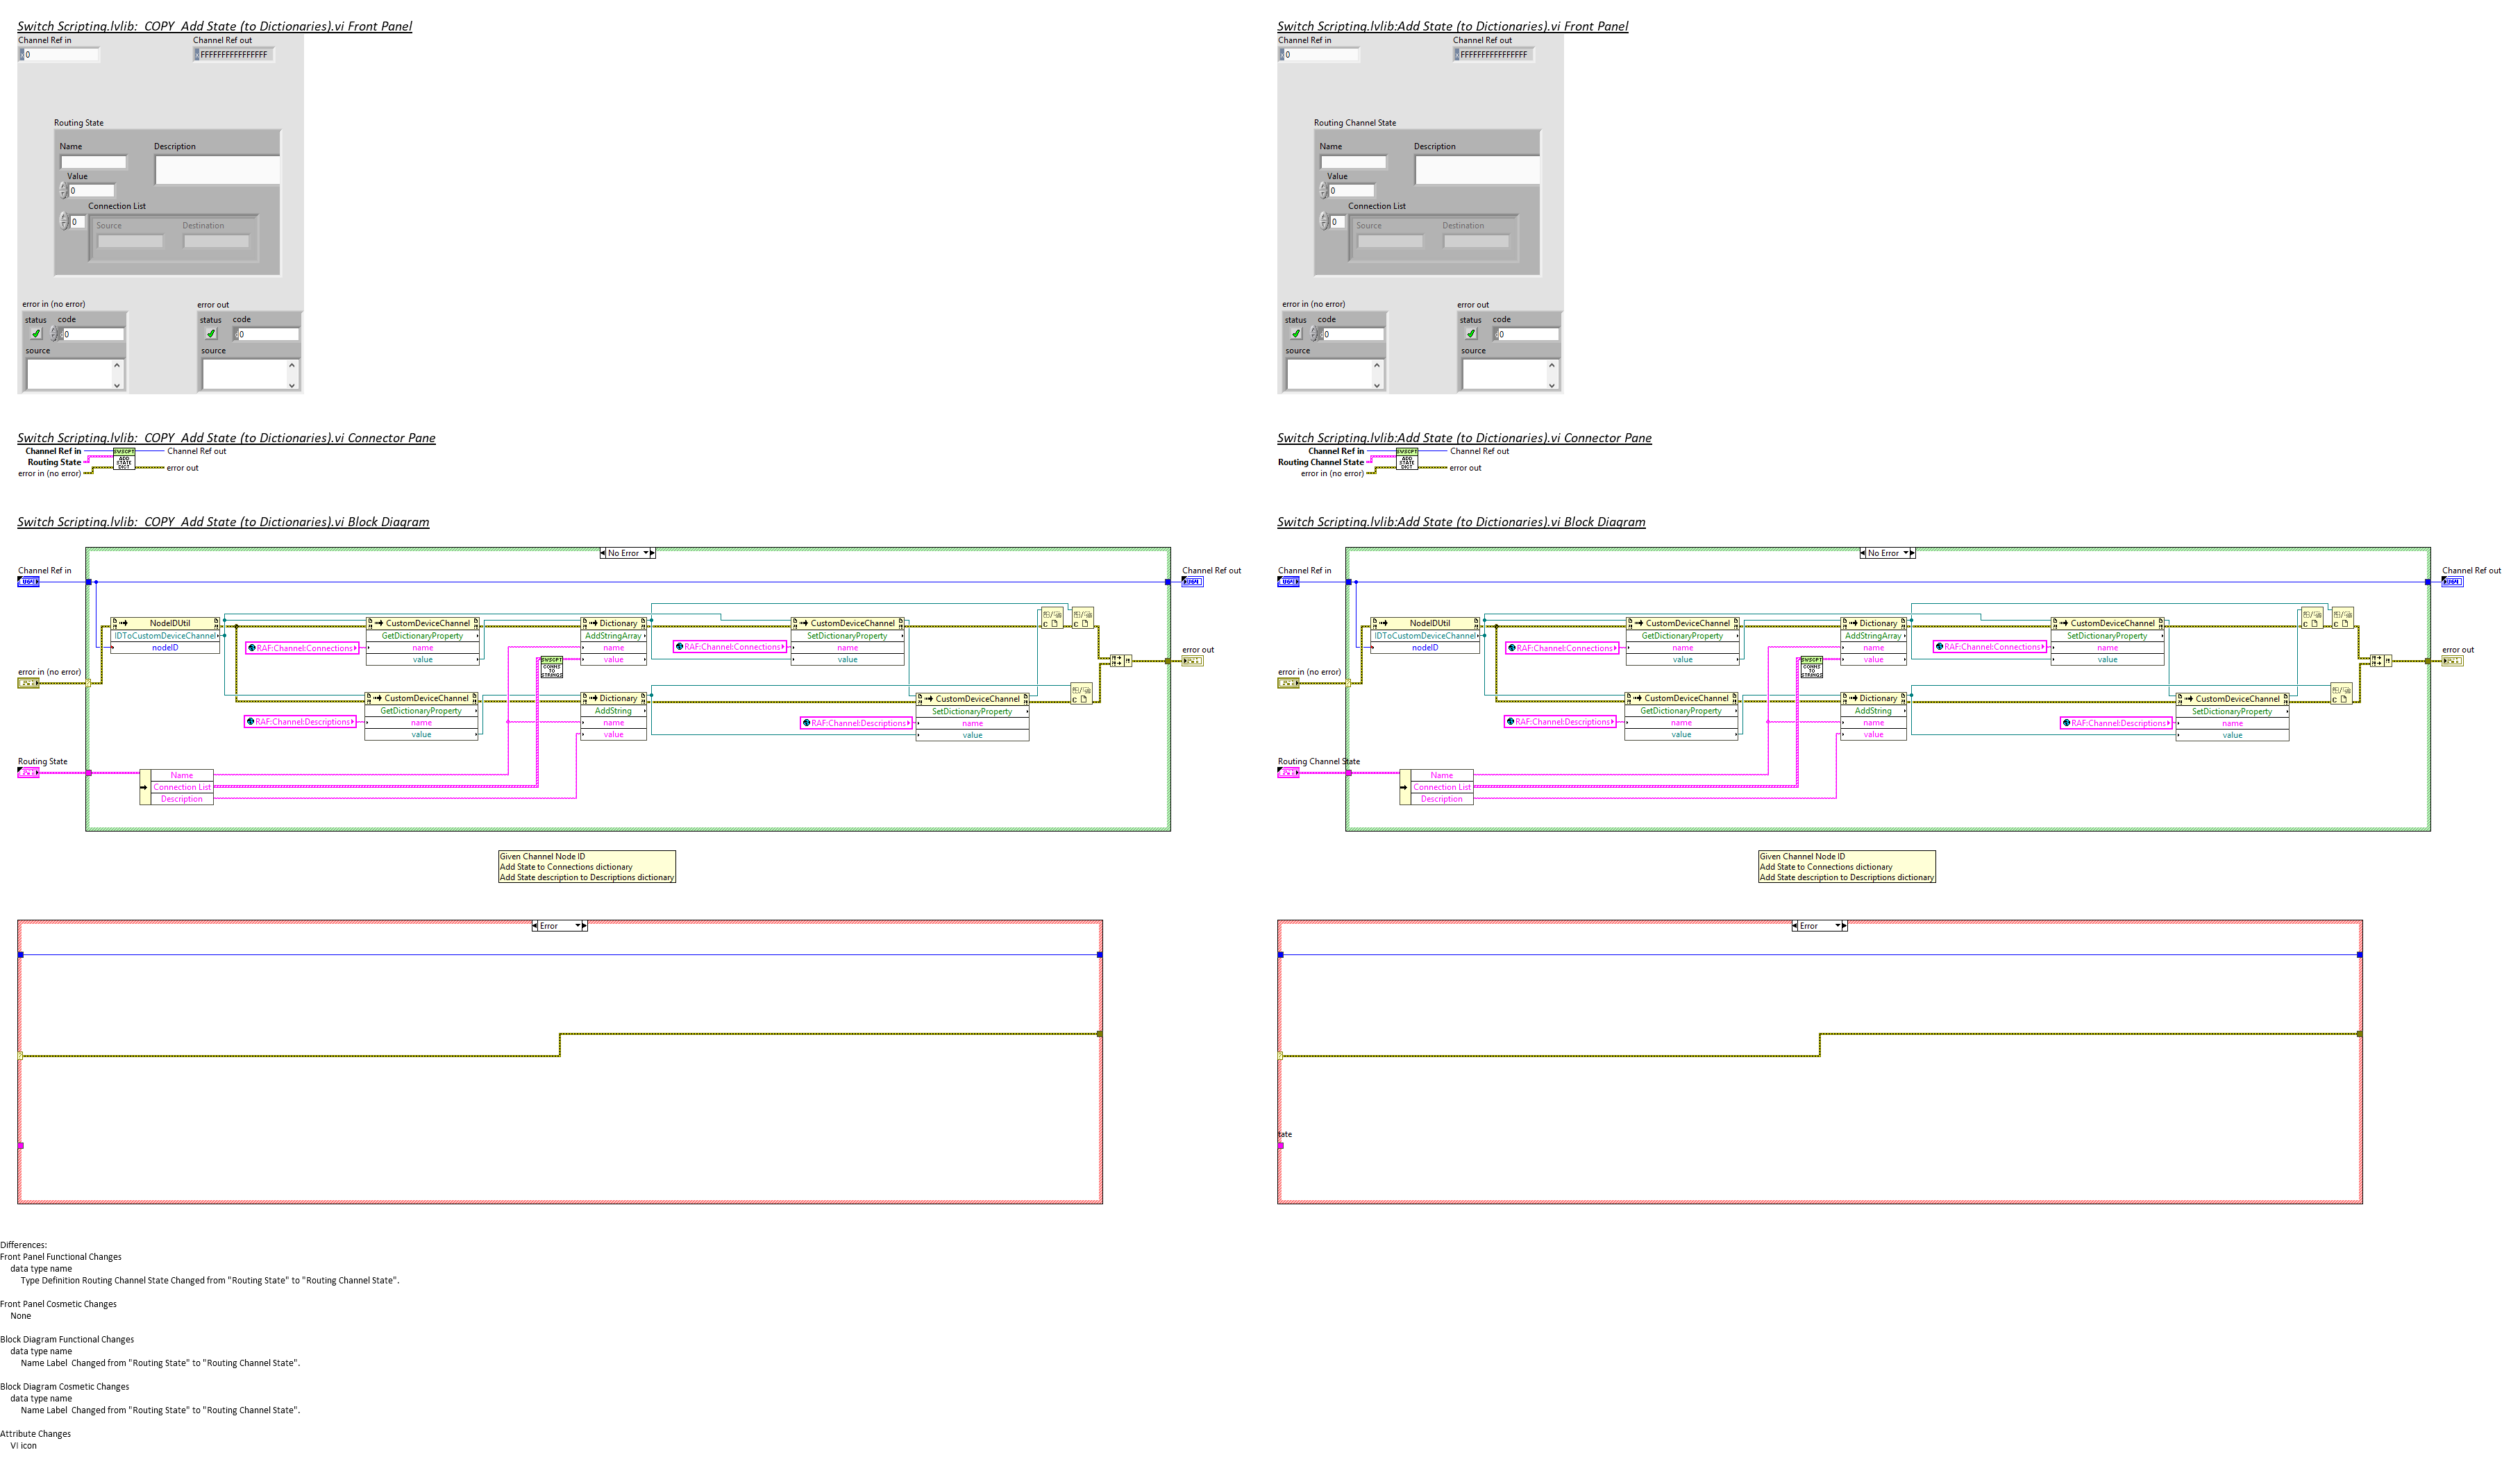 Switch Scripting.lvlib:  COPY  Add State (to Dictionaries).vi Front Panel
Channel Ref in
Channel Ref out
0
FFFFFFFFFFFFFFFF
Routing State
Name
Description
Value
0
Connection List
0
Source
Destination
error in (no error)
error out
status
code
status
code
0
0
source
source
Switch Scripting.lvlib:  COPY  Add State (to Dictionaries).vi Connector Pane
Channel Ref in
SWSCPT
Channel Ref out
Routing State
ADD
STATE
DICT
error in (no error)
error out
Switch Scripting.lvlib:  COPY  Add State (to Dictionaries).vi Block Diagram
No Error
Channel Ref in
Channel Ref out
NodeIDUtil
IDToCustomDeviceChannel
nodeID
CustomDeviceChannel
GetDictionaryProperty
name
value
RAF:Channel:Connections
Dictionary
AddStringArray
name
value
RAF:Channel:Connections
CustomDeviceChannel
SetDictionaryProperty
name
value
error in (no error)
error out
SWSCPT
TO
STRINGS
CustomDeviceChannel
GetDictionaryProperty
name
value
RAF:Channel:Descriptions
Dictionary
AddString
name
value
RAF:Channel:Descriptions
CustomDeviceChannel
SetDictionaryProperty
name
value
Routing State
Name
Connection List
Description
Given Channel Node ID
Add State to Connections dictionary
Add State description to Descriptions dictionary
Error
Switch Scripting.lvlib:Add State (to Dictionaries).vi Front Panel
Channel Ref in
Channel Ref out
0
FFFFFFFFFFFFFFFF
Routing Channel State
Name
Description
Value
0
Connection List
0
Source
Destination
error in (no error)
error out
status
code
status
code
0
0
source
source
Switch Scripting.lvlib:Add State (to Dictionaries).vi Connector Pane
Channel Ref in
SWSCPT
Channel Ref out
Routing Channel State
ADD
STATE
DICT
error in (no error)
error out
Switch Scripting.lvlib:Add State (to Dictionaries).vi Block Diagram
No Error
Channel Ref in
Channel Ref out
NodeIDUtil
IDToCustomDeviceChannel
nodeID
CustomDeviceChannel
GetDictionaryProperty
name
value
RAF:Channel:Connections
Dictionary
AddStringArray
name
value
RAF:Channel:Connections
CustomDeviceChannel
SetDictionaryProperty
name
value
error in (no error)
error out
SWSCPT
TO
STRINGS
CustomDeviceChannel
GetDictionaryProperty
name
value
RAF:Channel:Descriptions
Dictionary
AddString
name
value
RAF:Channel:Descriptions
CustomDeviceChannel
SetDictionaryProperty
name
value
Routing Channel State
Name
Connection List
Description
Given Channel Node ID
Add State to Connections dictionary
Add State description to Descriptions dictionary
Error
tate
Differences:
Front Panel Functional Changes
data type name
Type Definition Routing Channel State Changed from "Routing State" to "Routing Channel State".
Front Panel Cosmetic Changes
None
Block Diagram Functional Changes
data type name
Name Label  Changed from "Routing State" to "Routing Channel State".
Block Diagram Cosmetic Changes
data type name
Name Label  Changed from "Routing State" to "Routing Channel State".
Attribute Changes
VI icon